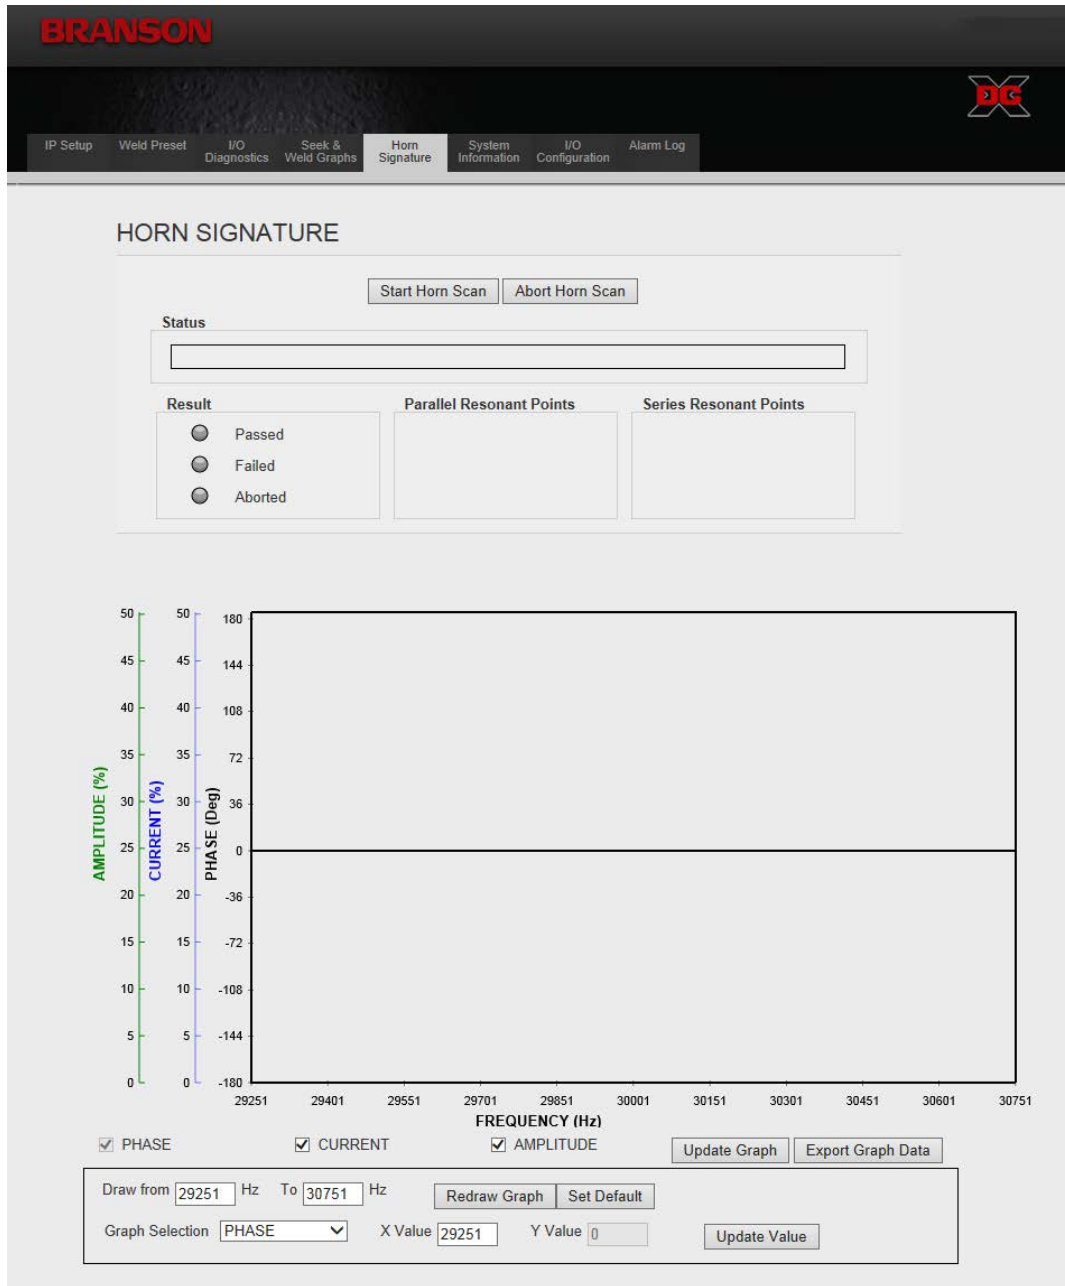 BRANSON
DG
IP Setup Weld Preset I/O Diagnostics Seek & Weld Graphs Horn Signature System Information I/O Configuration Alarm Log
HORN SIGNATURE
Start Horn Scan Abort Horn Scan
Status
Result Parallel Resonant Points Series Resonant Points
Passed
Failed
Aborted
50 50 180
45 45 144
40 40 108
35 35 72
30 30 36
25 25 0
20 20 -36
15 15 -72
10 10 -108
5 5 -144
0 0 -180
AMPLITUDE (%)
CURRENT (%)
PHASE (Deg)
29251 29401 29551 29701 29851 30001 30151 30301 30451 30601 30751
FREQUENCY (Hz)
PHASE CURRENT AMPLITUDE Update Graph Export Graph Data
Draw from 29251 Hz To 30751 Hz Redraw Graph Set Default
Graph Selection PHASE X Value 29251 Y Value 0 Update Value